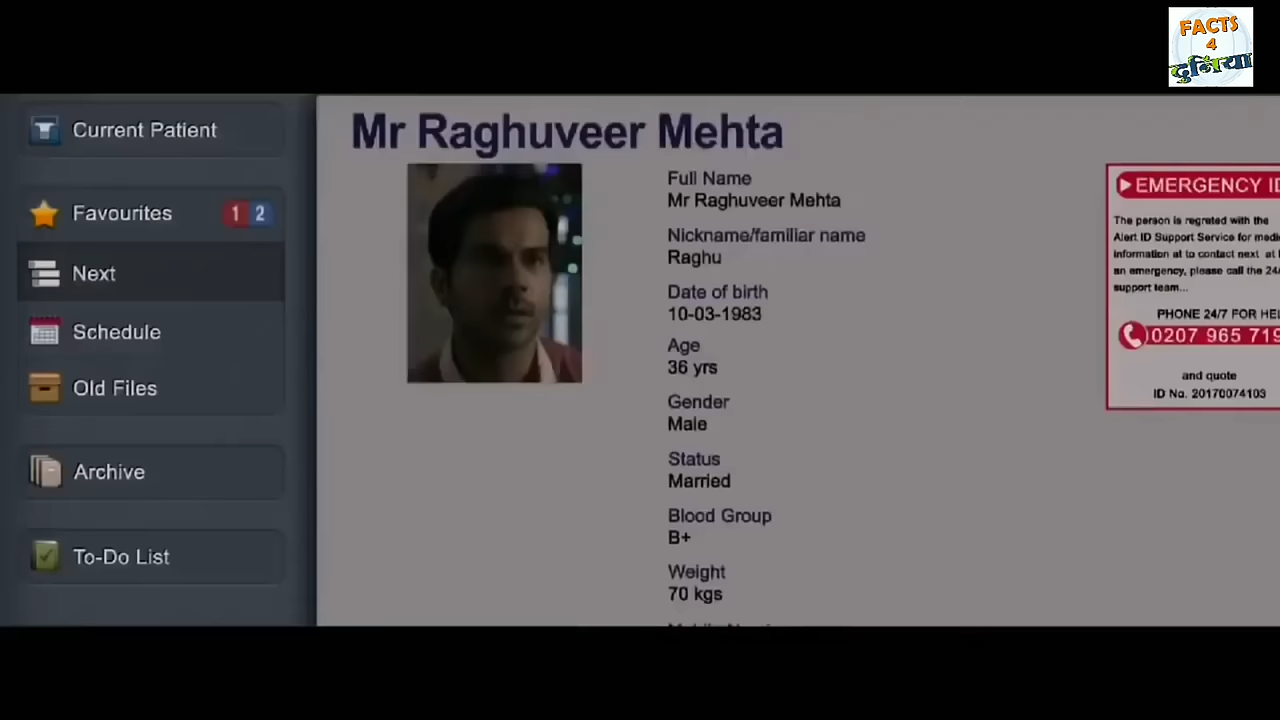 FACTS
4
दुनिया
Current Patient
Favourites 1 2
Next
Schedule
Old Files
Archive
To-Do List
Mr Raghuveer Mehta
Full Name
Mr Raghuveer Mehta
Nickname/familiar name
Raghu
Date of birth
10-03-1983
Age
36 yrs
Gender
Male
Status
Married
Blood Group
B+
Weight
70 kgs
EMERGENCY ID
The person is regreted with the
Alert ID Support Service for medi
information at to contact next at
an emergency, please call the 24
support team...
PHONE 24/7 FOR HEL
0207 965 719
and quote
ID No. 20170074103